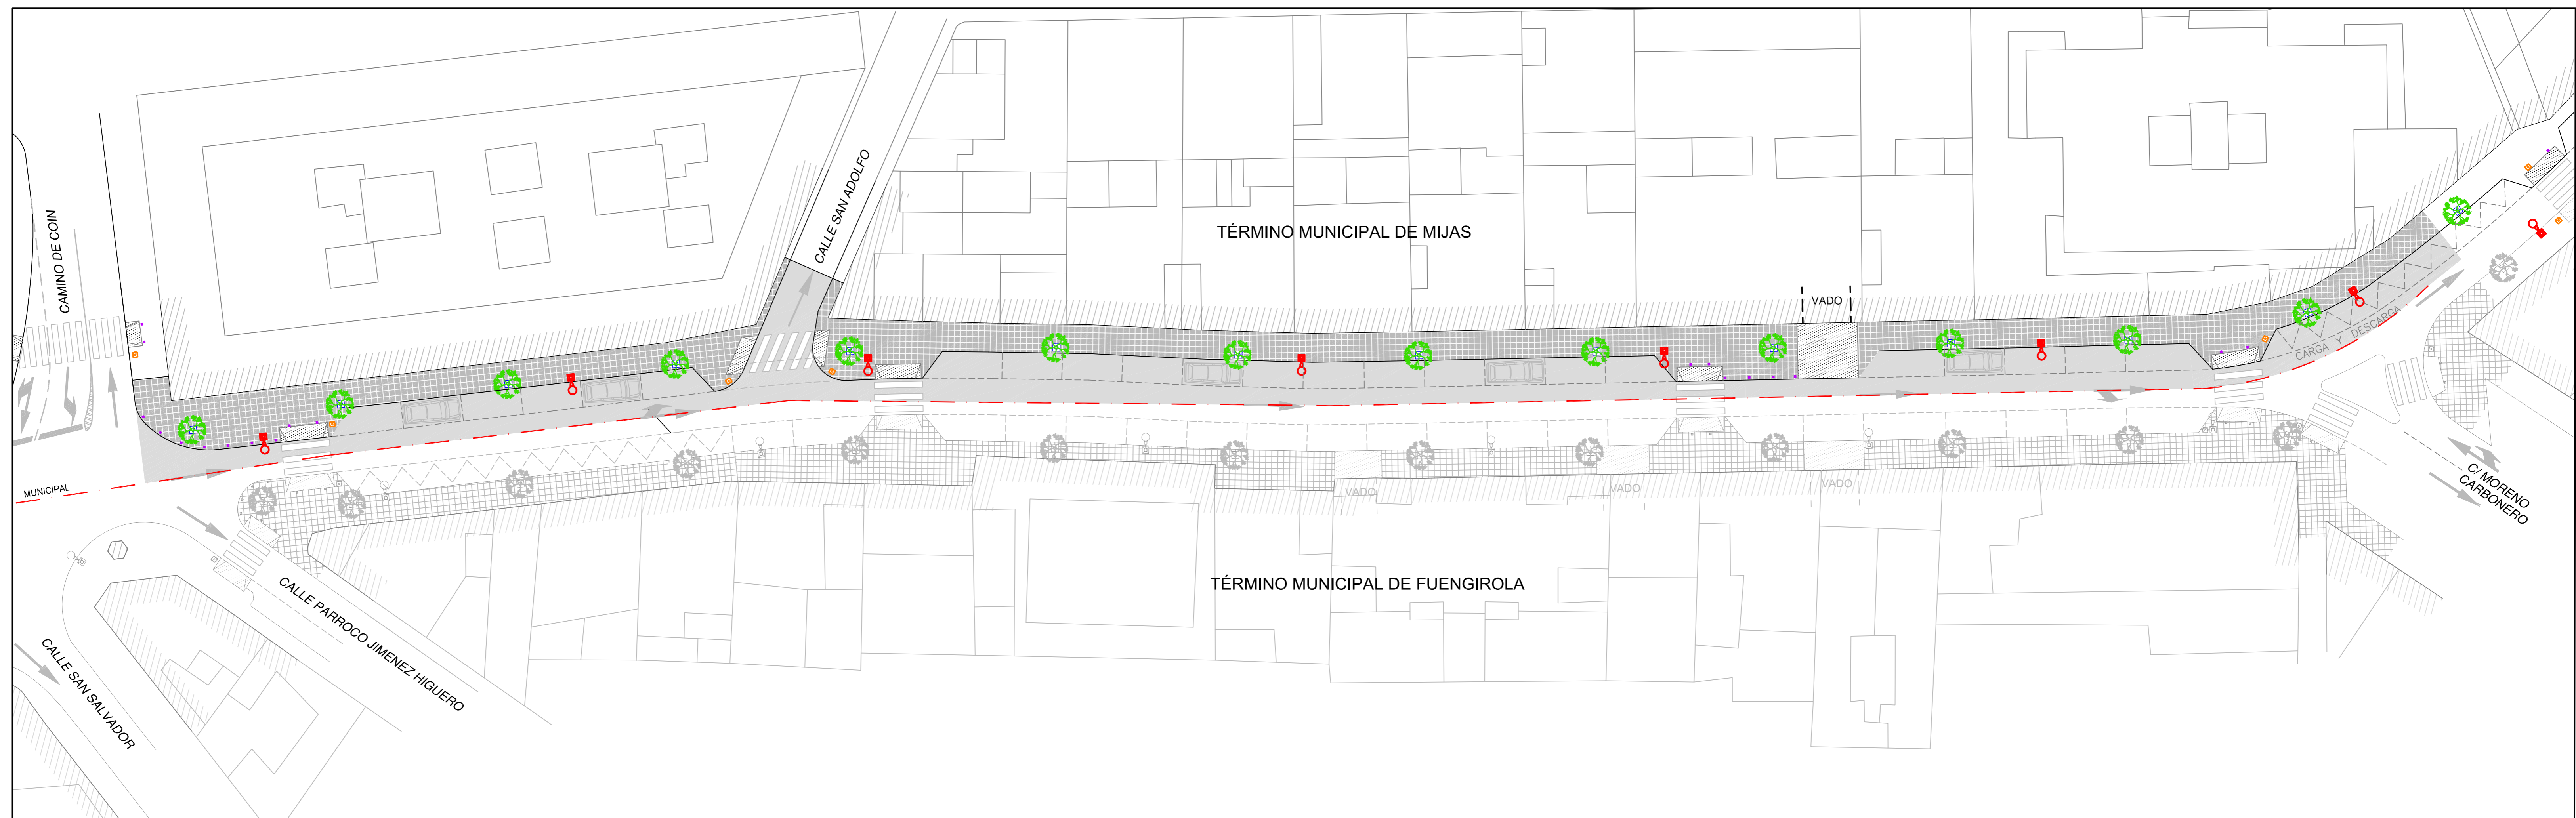 CAMINO DE COIN
CALLE SAN ADOLFO
TÉRMINO MUNICIPAL DE MIJAS
VADO
CARGA Y DESCARGA
MUNICIPAL
VADO
VADO
VADO
C/ MORENO
CARBONERO
TÉRMINO MUNICIPAL DE FUENGIROLA
CALLE PARROCO JIMENEZ HIGUERO
CALLE SAN SALVADOR